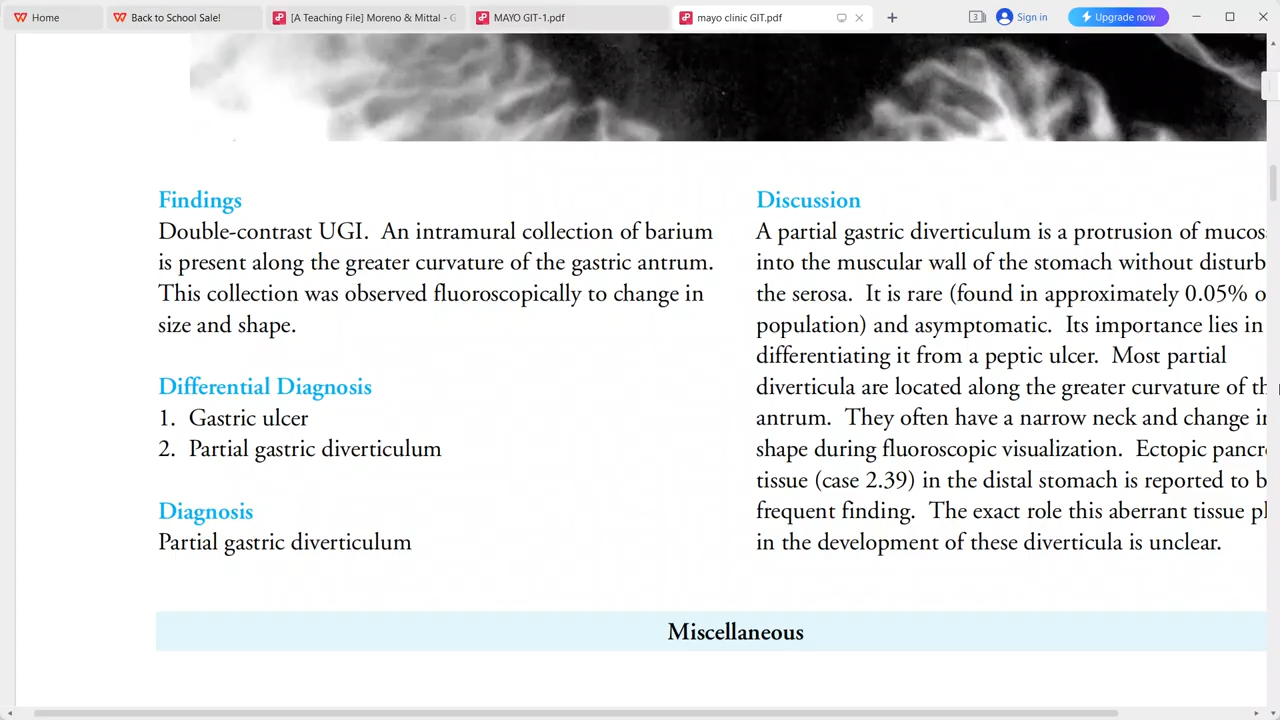 Home
Back to School Sale!
[A Teaching File] Moreno & Mittal - G
MAYO GIT-1.pdf
mayo clinic GIT.pdf
3
Sign in
Upgrade now
Findings
Double-contrast UGI. An intramural collection of barium
is present along the greater curvature of the gastric antrum.
This collection was observed fluoroscopically to change in
size and shape.
Differential Diagnosis
1. Gastric ulcer
2. Partial gastric diverticulum
Diagnosis
Partial gastric diverticulum
Discussion
A partial gastric diverticulum is a protrusion of
into the muscular wall of the stomach without
the serosa. It is rare (found in approximately 0.05%
population) and asymptomatic. Its importance lies in
differentiating it from a peptic ulcer. Most partial
diverticula are located along the greater curvature of
antrum. They often have a narrow neck and change
shape during fluoroscopic visualization. Ectopic
tissue (case 2.39) in the distal stomach is reported to
frequent finding. The exact role this aberrant tissue
in the development of these diverticula is unclear.
Miscellaneous